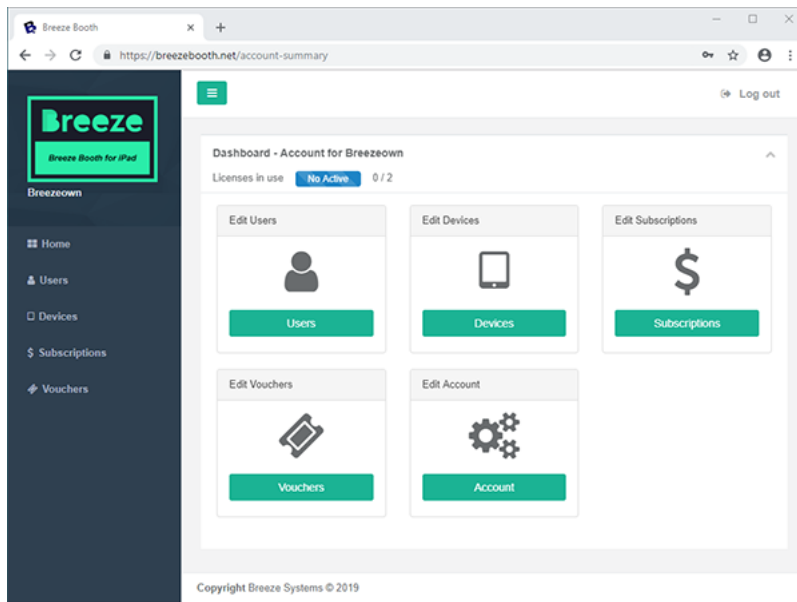 Breeze Booth
https://breezebooth.net/account-summary
Breeze
Breeze Booth for iPad
Breezeown
Home
Users
Devices
$ Subscriptions
Vouchers
Log out
Dashboard - Account for Breezeown
Licenses in use No Active 0 / 2
Edit Users
Users
Edit Devices
Devices
Edit Subscriptions
$
Subscriptions
Edit Vouchers
Vouchers
Edit Account
Account
Copyright Breeze Systems © 2019